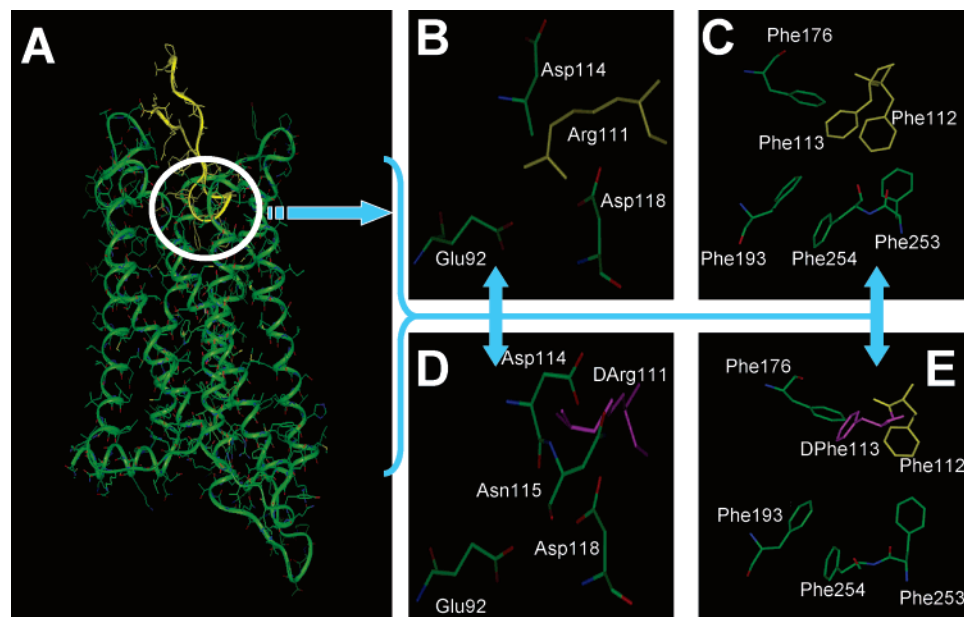 A
B
Asp114
Arg111
Asp118
Glu92
C
Phe176
Phe112
Phe113
Phe193
Phe254
Phe253
D
Asp114
DArg111
Asn115
Asp118
Glu92
E
Phe176
DPhe113
Phe112
Phe193
Phe254
Phe253